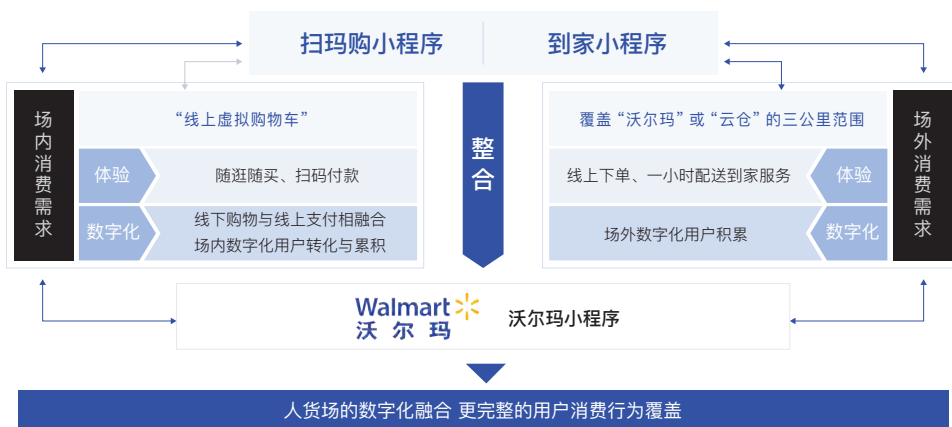 扫玛购小程序
到家小程序
场内消费需求
“线上虚拟购物车”
体验
随逛随买、扫码付款
数字化
线下购物与线上支付相融合
场内数字化用户转化与累积
整合
覆盖“沃尔玛”或“云仓”的三公里范围
线上下单、一小时配送到家服务
体验
场外数字化用户积累
数字化
场外消费需求
Walmart
沃尔玛
沃尔玛小程序
人货场的数字化融合 更完整的用户消费行为覆盖